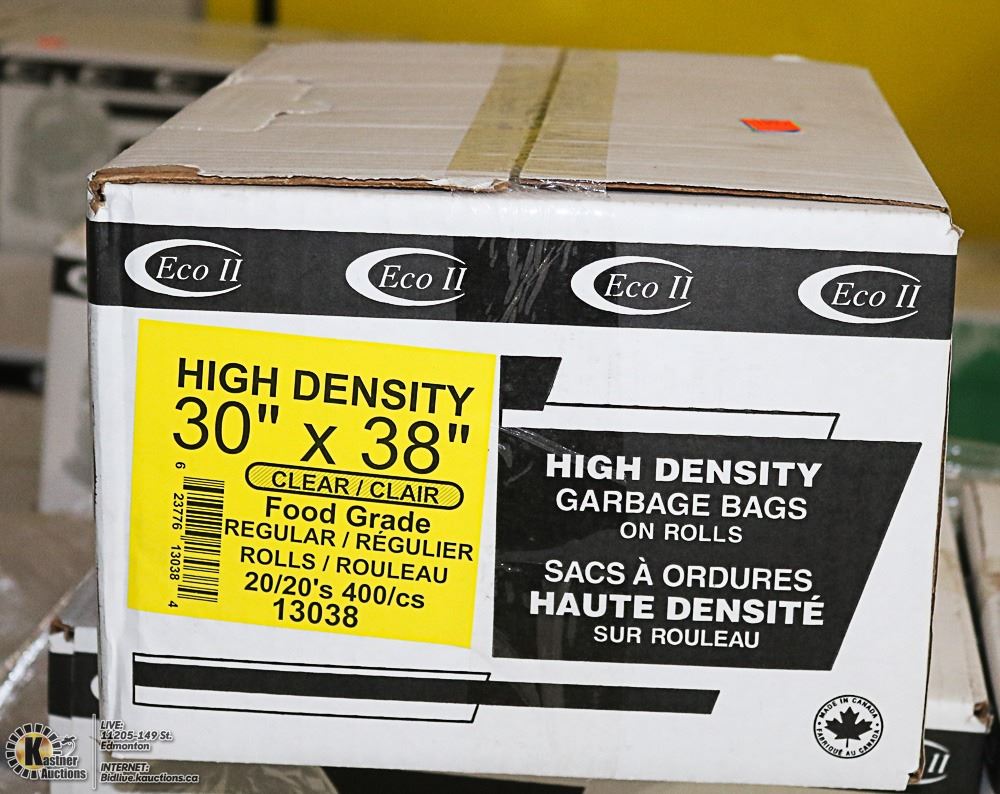 Eco II Eco II Eco II Eco II
HIGH DENSITY
30" x 38"
CLEAR / CLAIR
Food Grade
REGULAR / RÉGULIER
ROLLS / ROULEAU
20/20's 400/cs
13038
6 23776 13038 4
HIGH DENSITY
GARBAGE BAGS
ON ROLLS
SACS À ORDURES
HAUTE DENSITÉ
SUR ROULEAU
MADE IN CANADA
FABRIQUÉ AU CANADA
II
Kastner
Auctions
LIVE:
11205-149 St.
Edmonton
INTERNET:
Bidlive.kauctions.ca